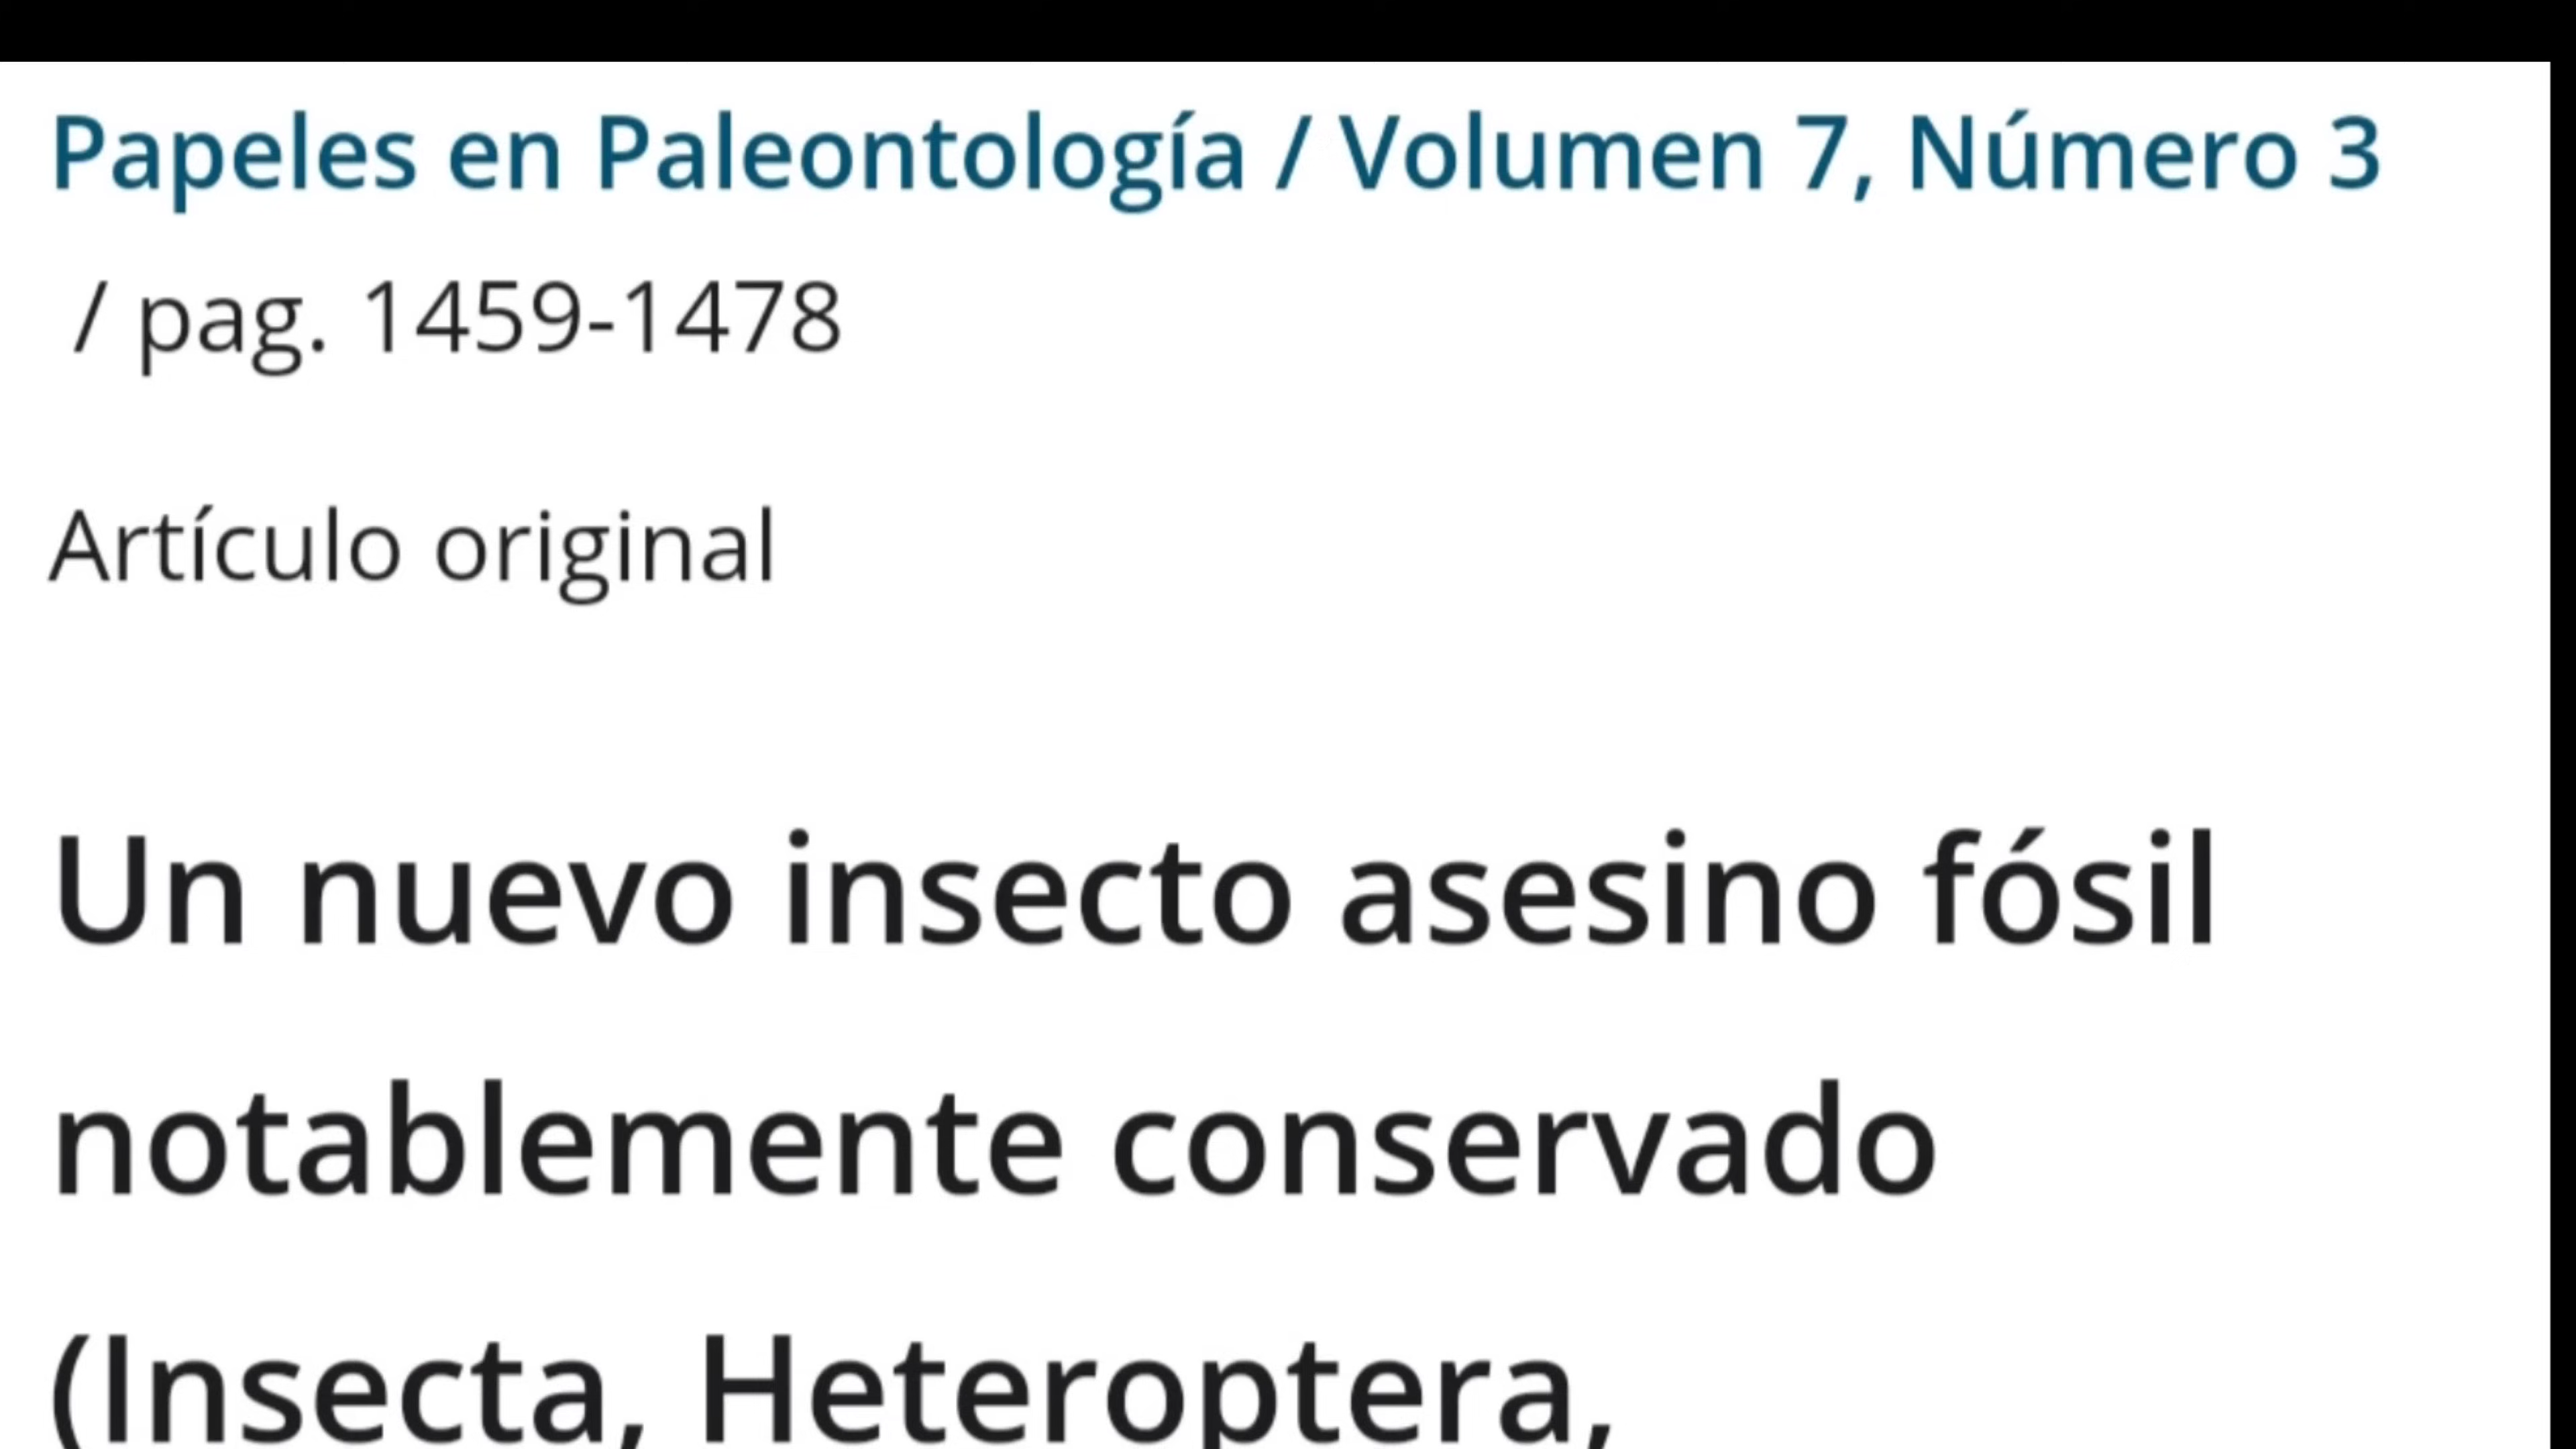 Papeles en Paleontología / Volumen 7, Número 3
/ pag. 1459-1478
Artículo original
Un nuevo insecto asesino fósil
notablemente conservado
(Insecta, Heteroptera,